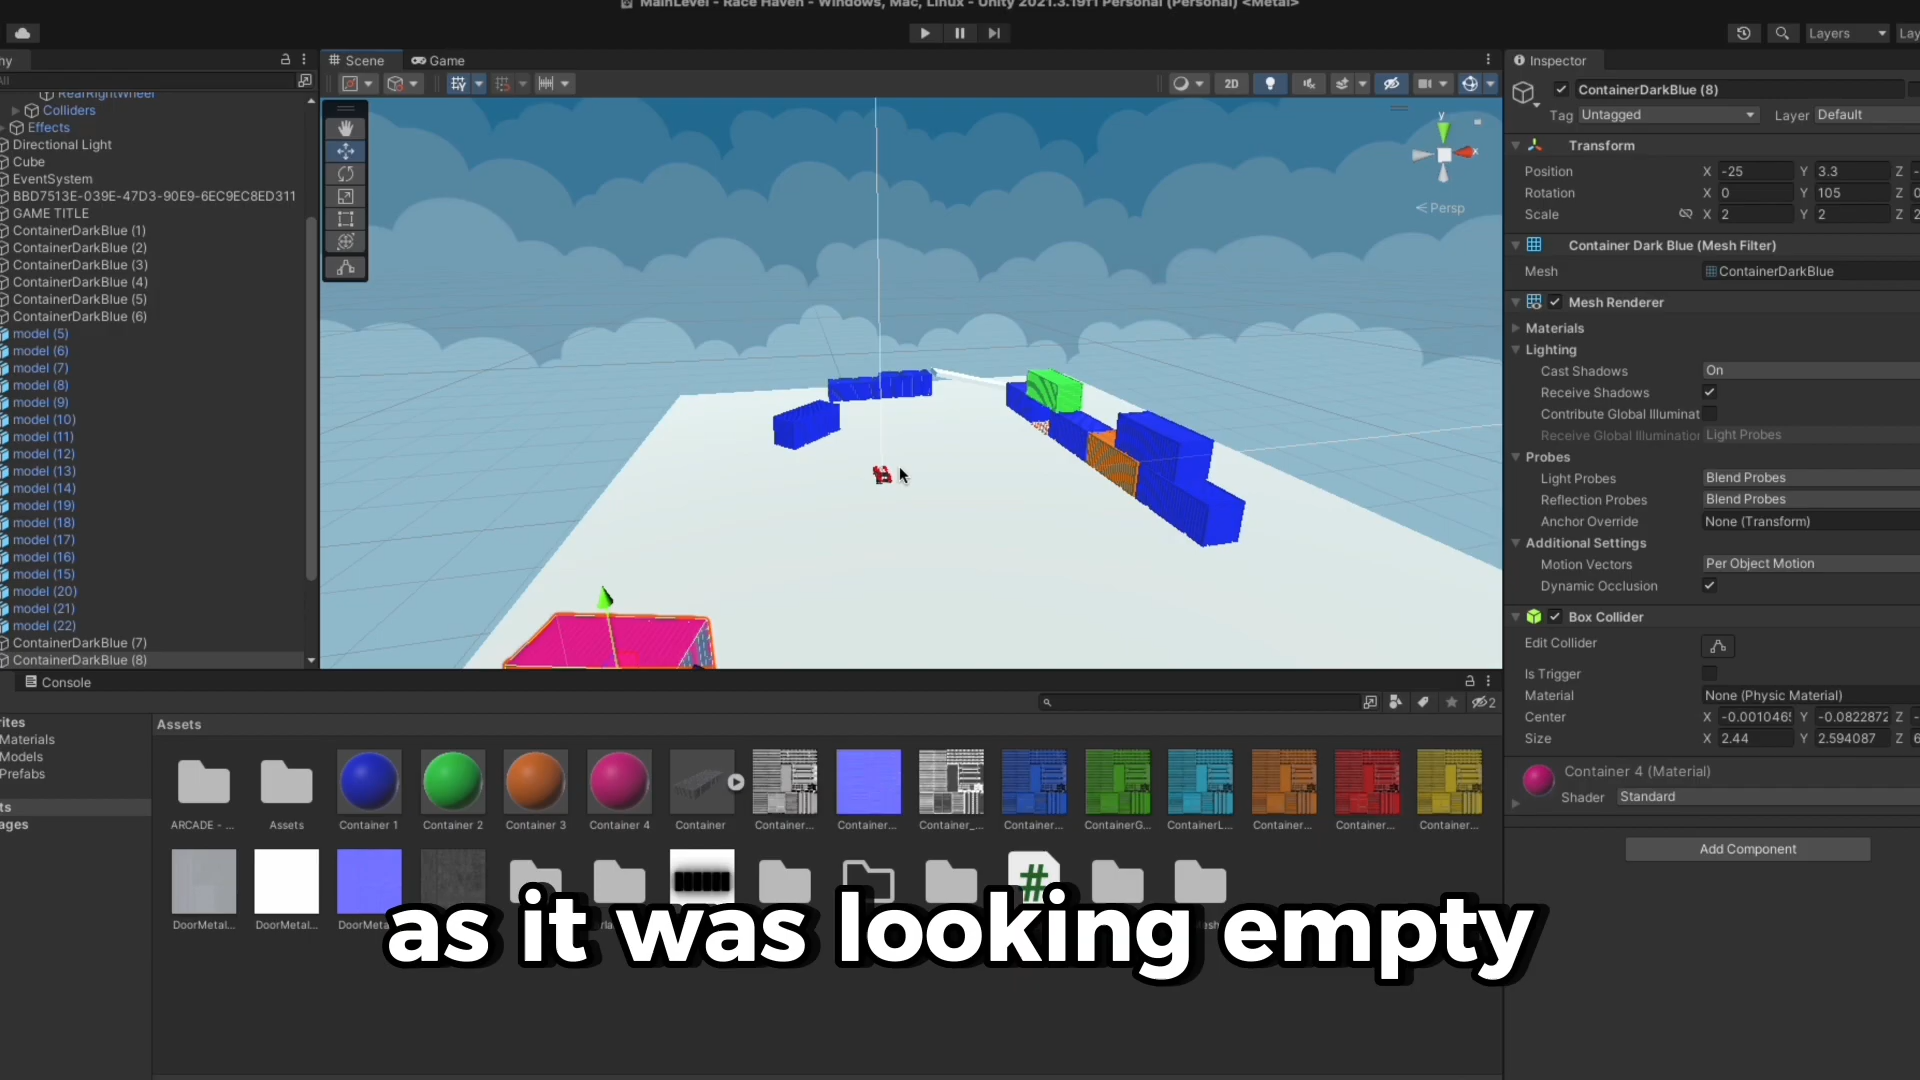 MainLevel - Race Haven - Windows, Mac, Linux - Unity 2021.3.19f1 Personal (Personal) <Metal>
Layers
Lay
hy
Scene
Game
Inspector
All
2D
RearRightWheel
Colliders
Effects
Directional Light
Cube
EventSystem
BBD7513E-039E-47D3-90E9-6EC9EC8ED311
GAME TITLE
ContainerDarkBlue (1)
ContainerDarkBlue (2)
ContainerDarkBlue (3)
ContainerDarkBlue (4)
ContainerDarkBlue (5)
ContainerDarkBlue (6)
model (5)
model (6)
model (7)
model (8)
model (9)
model (10)
model (11)
model (12)
model (13)
model (14)
model (19)
model (18)
model (17)
model (16)
model (15)
model (20)
model (21)
model (22)
ContainerDarkBlue (7)
ContainerDarkBlue (8)
y
x
Persp
ContainerDarkBlue (8)
Tag Untagged Layer Default
Transform
Position X -25 Y 3.3 Z -
Rotation X 0 Y 105 Z 0
Scale X 2 Y 2 Z 2
Container Dark Blue (Mesh Filter)
Mesh ContainerDarkBlue
Mesh Renderer
Materials
Lighting
Cast Shadows On
Receive Shadows
Contribute Global Illuminat
Receive Global Illumination Light Probes
Probes
Light Probes Blend Probes
Reflection Probes Blend Probes
Anchor Override None (Transform)
Additional Settings
Motion Vectors Per Object Motion
Dynamic Occlusion
Box Collider
Edit Collider
Is Trigger
Material None (Physic Material)
Center X -0.001046 Y -0.0822872 Z -
Size X 2.44 Y 2.594087 Z 6
Container 4 (Material)
Shader Standard
Add Component
Console
2
rites
Materials
Models
Prefabs
ts
ages
Assets
ARCADE - ... Assets Container 1 Container 2 Container 3 Container 4 Container Container... Container... Container_... Container... ContainerG... ContainerL... Container... Container... Container...
DoorMetal... DoorMetal... DoorMeta
as it was looking empty